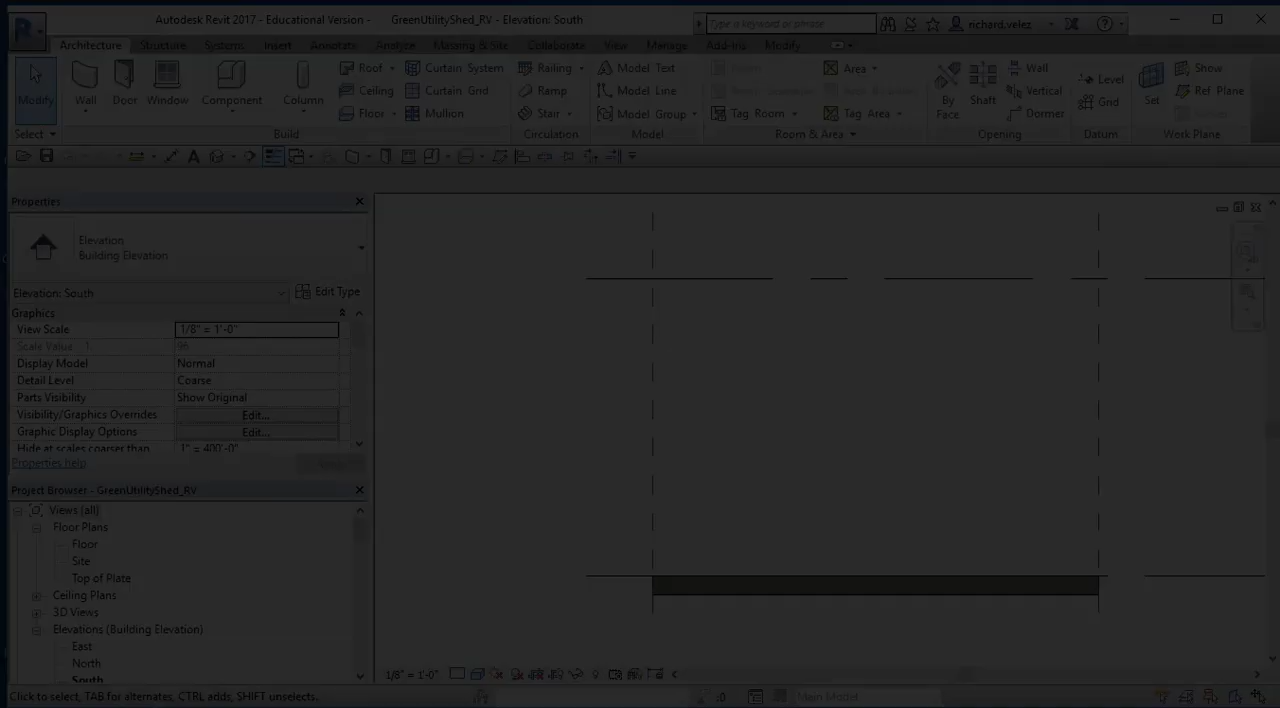 Autodesk Revit 2017 - Educational Version - GreenUtilityShed_RV - Elevation: South
Type a keyword or phrase
richard.velez
Architecture Structure Systems Insert Annotate Analyze Massing & Site Collaborate View Manage Add-Ins Modify
Modify
Wall
Door
Window
Component
Column
Roof
Ceiling
Floor
Curtain System
Curtain Grid
Mullion
Railing
Ramp
Stair
Model Text
Model Line
Model Group
Tag Room
Area
Tag Area
By
Face
Shaft
Wall
Vertical
Dormer
Level
Grid
Set
Show
Ref Plane
Select
Build
Circulation
Model
Room & Area
Opening
Datum
Work Plane
Properties
Elevation
Building Elevation
Elevation: South
Edit Type
Graphics
View Scale 1/8" = 1'-0"
Scale Value 1: 96
Display Model Normal
Detail Level Coarse
Parts Visibility Show Original
Visibility/Graphics Overrides Edit...
Graphic Display Options Edit...
Hide at scales coarser than 1" = 400'-0"
Properties help
Project Browser - GreenUtilityShed_RV
Views (all)
Floor Plans
Floor
Site
Top of Plate
Ceiling Plans
3D Views
Elevations (Building Elevation)
East
North
South
1/8" = 1'-0"
Click to select, TAB for alternates, CTRL adds, SHIFT unselects.
:0
Main Model